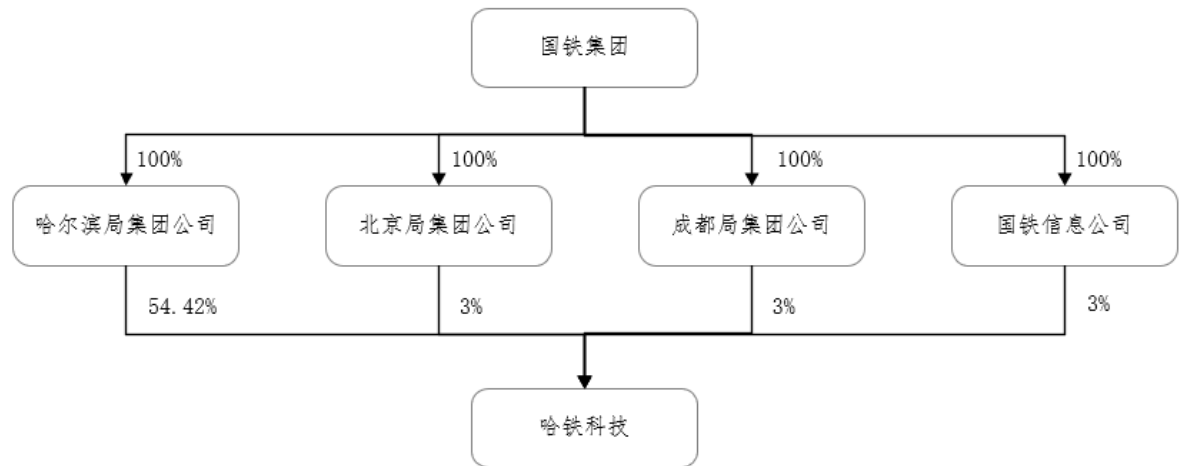 国铁集团
100%
100%
100%
100%
哈尔滨局集团公司
北京局集团公司
成都局集团公司
国铁信息公司
54.42%
3%
3%
3%
哈铁科技